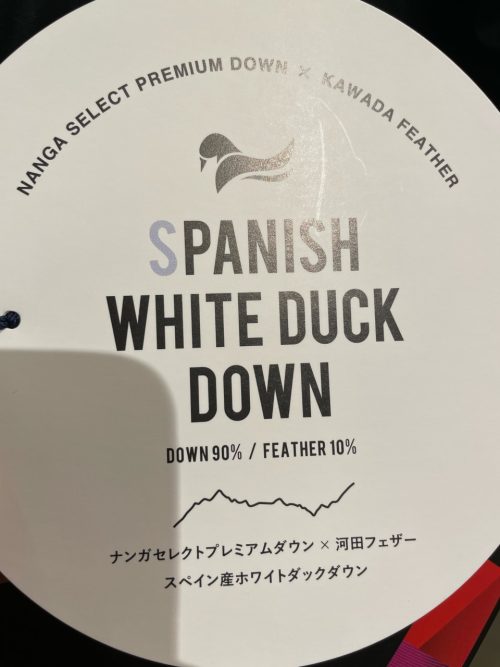 NANGA SELECT PREMIUM DOWN × KAWADA FEATHER
SPANISH
WHITE DUCK
DOWN
DOWN 90% / FEATHER 10%
ナンガセレクトプレミアムダウン × 河田フェザー
スペイン産ホワイトダックダウン